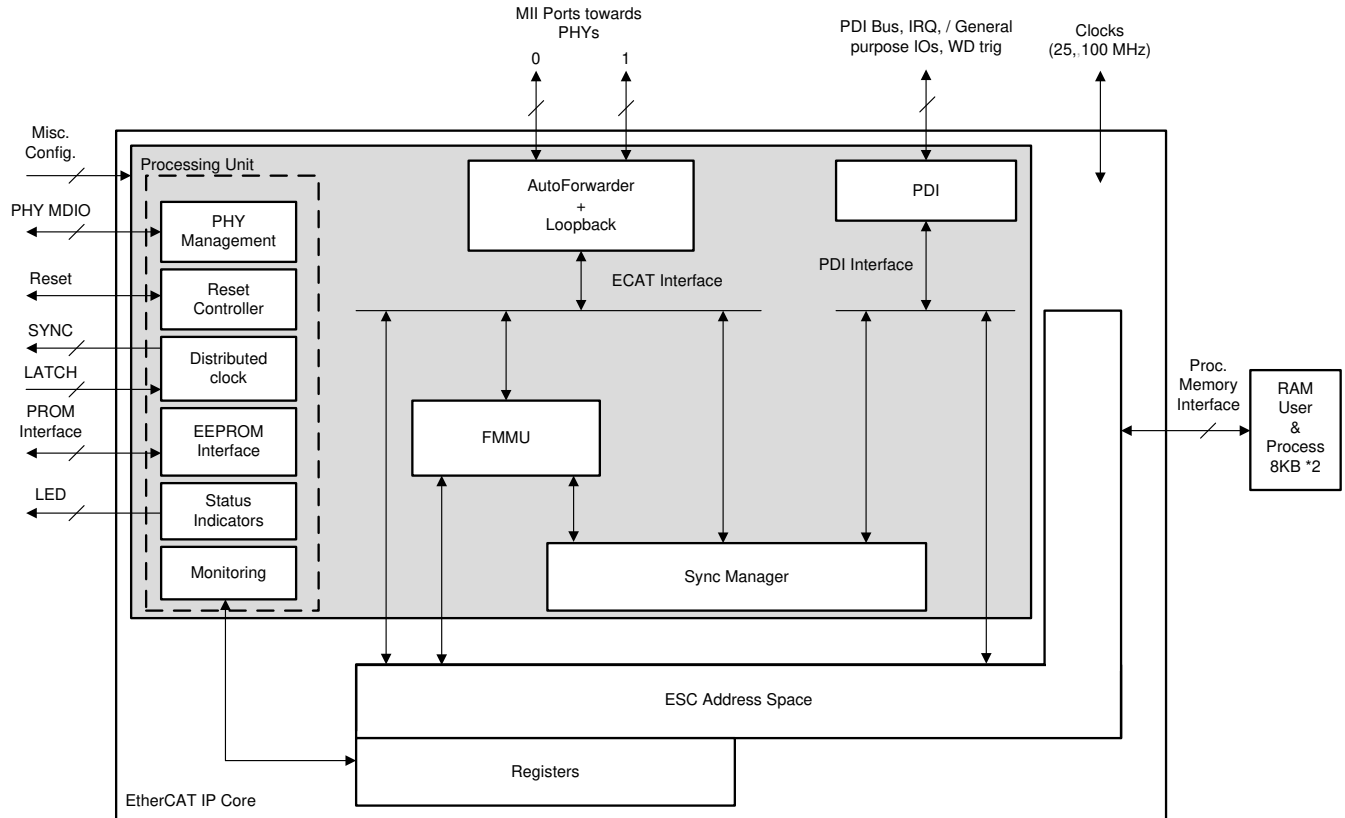 MII Ports towards
PHYs
0 1
PDI Bus, IRQ, / General
purpose IOs, WD trig
Clocks
(25,,100 MHz)
Misc.
Config.
PHY MDIO
Reset
SYNC
LATCH
PROM
Interface
LED
Processing Unit
PHY
Management
Reset
Controller
Distributed
clock
EEPROM
Interface
Status
Indicators
Monitoring
AutoForwarder
+
Loopback
ECAT Interface
PDI
PDI Interface
FMMU
Sync Manager
Proc.
Memory
Interface
RAM
User
&
Process
8KB *2
ESC Address Space
Registers
EtherCAT IP Core